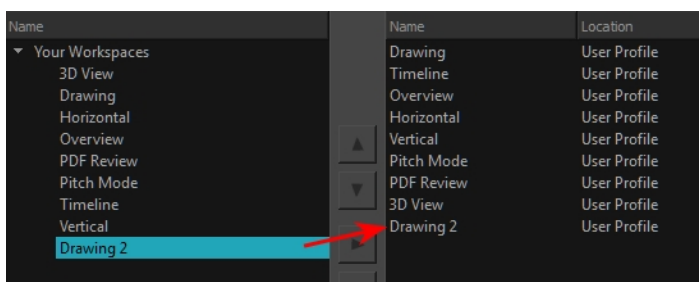 Name
Your Workspaces
3D View
Drawing
Horizontal
Overview
PDF Review
Pitch Mode
Timeline
Vertical
Drawing 2
Name Location
Drawing User Profile
Timeline User Profile
Overview User Profile
Horizontal User Profile
Vertical User Profile
Pitch Mode User Profile
PDF Review User Profile
3D View User Profile
Drawing 2 User Profile